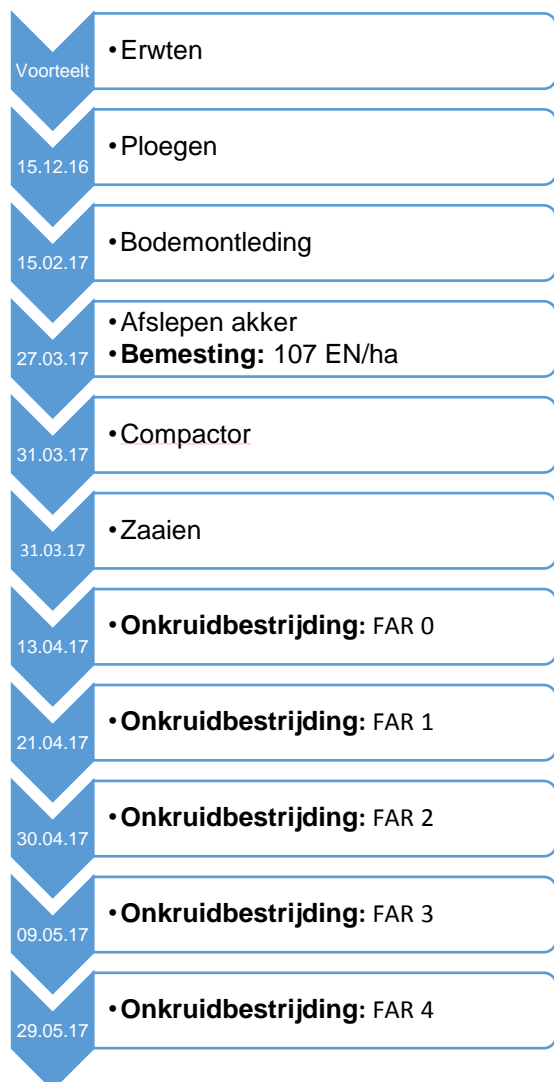 Voorteelt
•Erwten
15.12.16
•Ploegen
15.02.17
•Bodemontleding
27.03.17
•Afslepen akker
•Bemesting: 107 EN/ha
31.03.17
•Compactor
31.03.17
•Zaaien
13.04.17
•Onkruidbestrijding: FAR 0
21.04.17
•Onkruidbestrijding: FAR 1
30.04.17
•Onkruidbestrijding: FAR 2
09.05.17
•Onkruidbestrijding: FAR 3
29.05.17
•Onkruidbestrijding: FAR 4